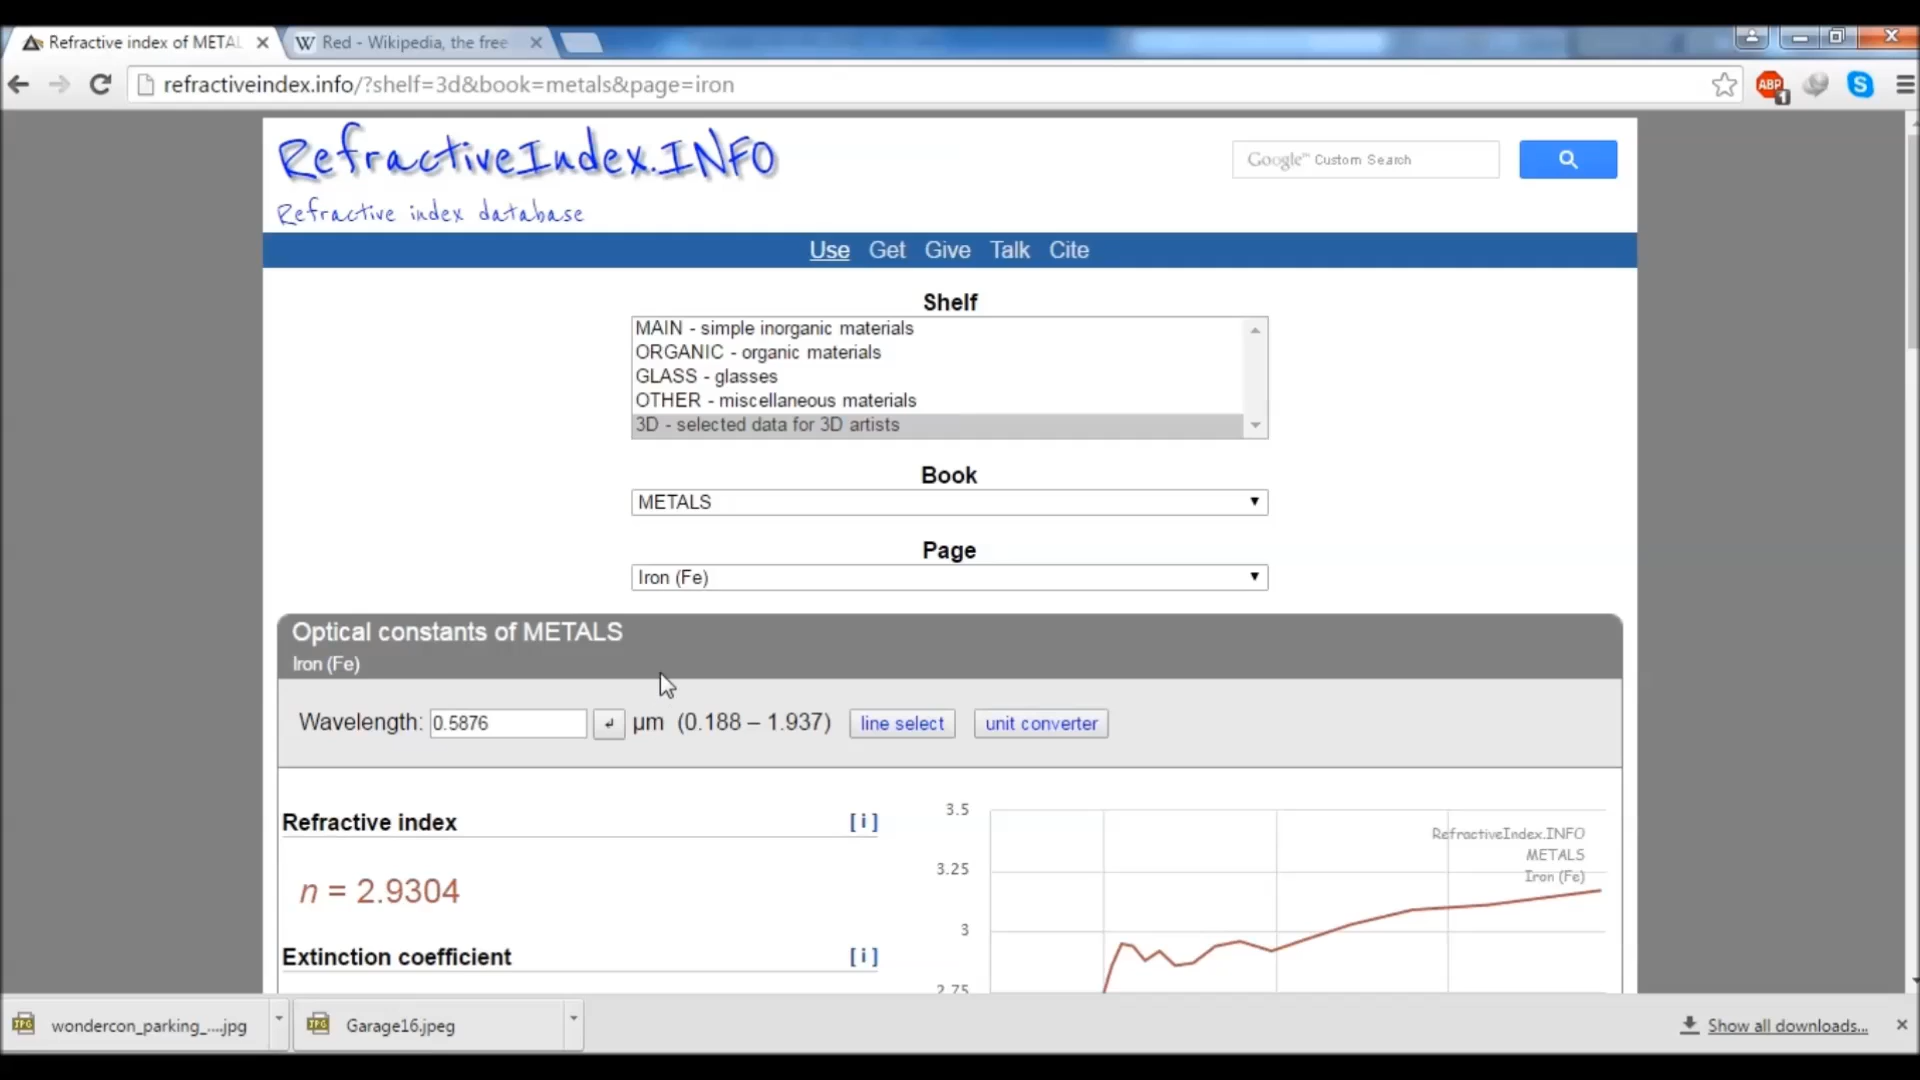 Refractive index of METAL
Red - Wikipedia, the free
refractiveindex.info/?shelf=3d&book=metals&page=iron
ABP
1
S
RefractiveIndex.INFO
Google™ Custom Search
Refractive index database
Use Get Give Talk Cite
Shelf
MAIN - simple inorganic materials
ORGANIC - organic materials
GLASS - glasses
OTHER - miscellaneous materials
3D - selected data for 3D artists
Book
METALS
Page
Iron (Fe)
Optical constants of METALS
Iron (Fe)
Wavelength: 0.5876 µm (0.188 – 1.937) line select unit converter
Refractive index [ i ]
n = 2.9304
Extinction coefficient [ i ]
3.5
3.25
3
2.75
RefractiveIndex.INFO
METALS
Iron (Fe)
wondercon_parking_....jpg
Garage16.jpeg
Show all downloads...